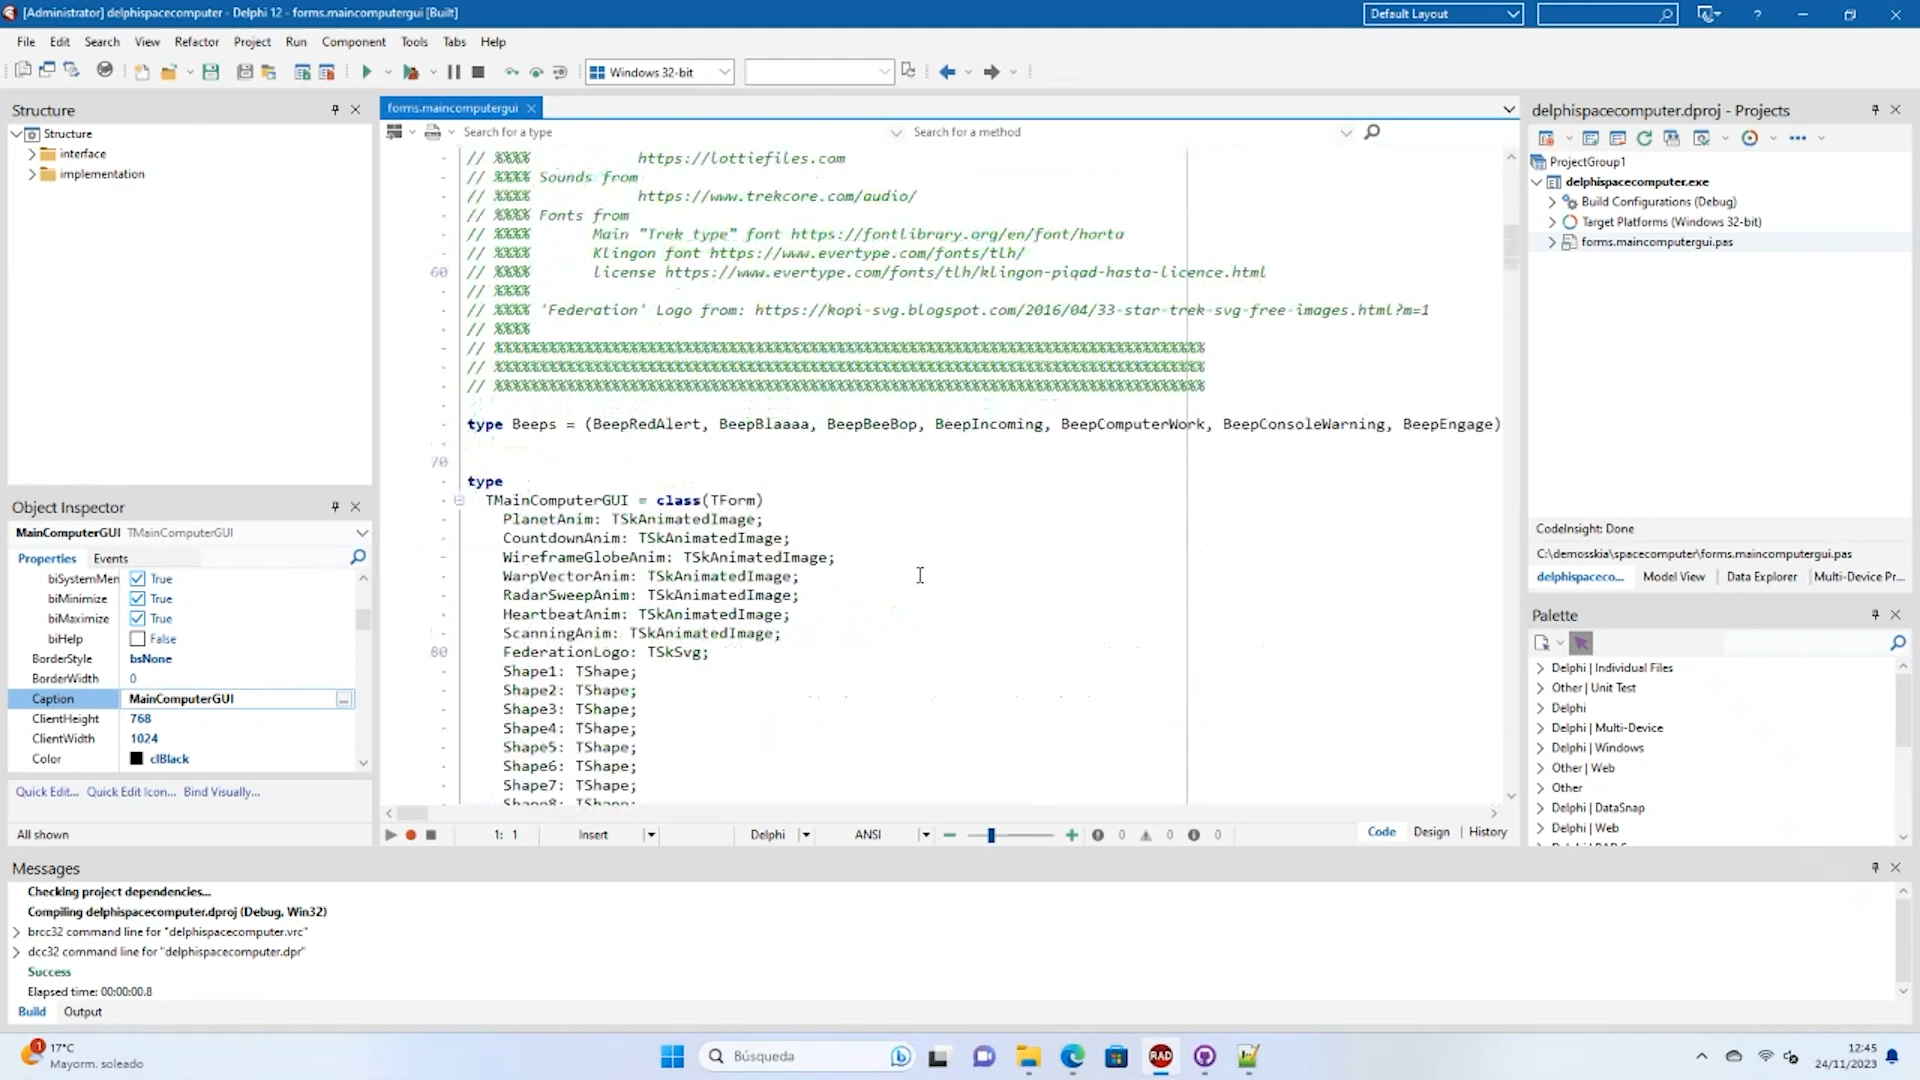 [Administrator] delphispacecomputer - Delphi 12 - forms.maincomputergui [Built]
Default Layout
File Edit Search View Refactor Project Run Component Tools Tabs Help
Windows 32-bit
Structure
Structure
interface
implementation
Object Inspector
MainComputerGUI TMainComputerGUI
Properties Events
biSystemMen True
biMinimize True
biMaximize True
biHelp False
BorderStyle bsNone
BorderWidth 0
Caption MainComputerGUI
ClientHeight 768
ClientWidth 1024
Color clBlack
Quick Edit... Quick Edit Icon... Bind Visually...
All shown
forms.maincomputergui
Search for a type Search for a method
// %%%% https://lottiefiles.com
// %%%% Sounds from
// %%%% https://www.trekcore.com/audio/
// %%%% Fonts from
// %%%% Main "Trek type" font https://fontlibrary.org/en/font/horta
// %%%% Klingon font https://www.evertype.com/fonts/tlh/
60 // %%%% license https://www.evertype.com/fonts/tlh/klingon-piqad-hasta-licence.html
// %%%%
// %%%% 'Federation' Logo from: https://kopi-svg.blogspot.com/2016/04/33-star-trek-svg-free-images.html?m=1
// %%%%
// %%%%%%%%%%%%%%%%%%%%%%%%%%%%%%%%%%%%%%%%%%%%%%%%%%%%%%%%%%%%%%%%%%%%%%%%%%%%%%%
// %%%%%%%%%%%%%%%%%%%%%%%%%%%%%%%%%%%%%%%%%%%%%%%%%%%%%%%%%%%%%%%%%%%%%%%%%%%%%%%
// %%%%%%%%%%%%%%%%%%%%%%%%%%%%%%%%%%%%%%%%%%%%%%%%%%%%%%%%%%%%%%%%%%%%%%%%%%%%%%%
type Beeps = (BeepRedAlert, BeepBlaaaa, BeepBeeBop, BeepIncoming, BeepComputerWork, BeepConsoleWarning, BeepEngage)
70
type
TMainComputerGUI = class(TForm)
PlanetAnim: TSkAnimatedImage;
CountdownAnim: TSkAnimatedImage;
WireframeGlobeAnim: TSkAnimatedImage;
WarpVectorAnim: TSkAnimatedImage;
RadarSweepAnim: TSkAnimatedImage;
HeartbeatAnim: TSkAnimatedImage;
ScanningAnim: TSkAnimatedImage;
80 FederationLogo: TSkSvg;
Shape1: TShape;
Shape2: TShape;
Shape3: TShape;
Shape4: TShape;
Shape5: TShape;
Shape6: TShape;
Shape7: TShape;
Shape8: TShape;
1: 1 Insert Delphi ANSI 0 0 0 Code Design History
delphispacecomputer.dproj - Projects
ProjectGroup1
delphispacecomputer.exe
Build Configurations (Debug)
Target Platforms (Windows 32-bit)
forms.maincomputergui.pas
CodeInsight: Done
C:\demosskia\spacecomputer\forms.maincomputergui.pas
delphispaceco... Model View Data Explorer Multi-Device Pr...
Palette
Delphi | Individual Files
Other | Unit Test
Delphi
Delphi | Multi-Device
Delphi | Windows
Other | Web
Other
Delphi | DataSnap
Delphi | Web
Messages
Checking project dependencies...
Compiling delphispacecomputer.dproj (Debug, Win32)
brcc32 command line for "delphispacecomputer.vrc"
dcc32 command line for "delphispacecomputer.dpr"
Success
Elapsed time: 00:00:00.8
Build Output
1
17°C
Mayorm. soleado
Búsqueda
RAD
12:45
24/11/2023